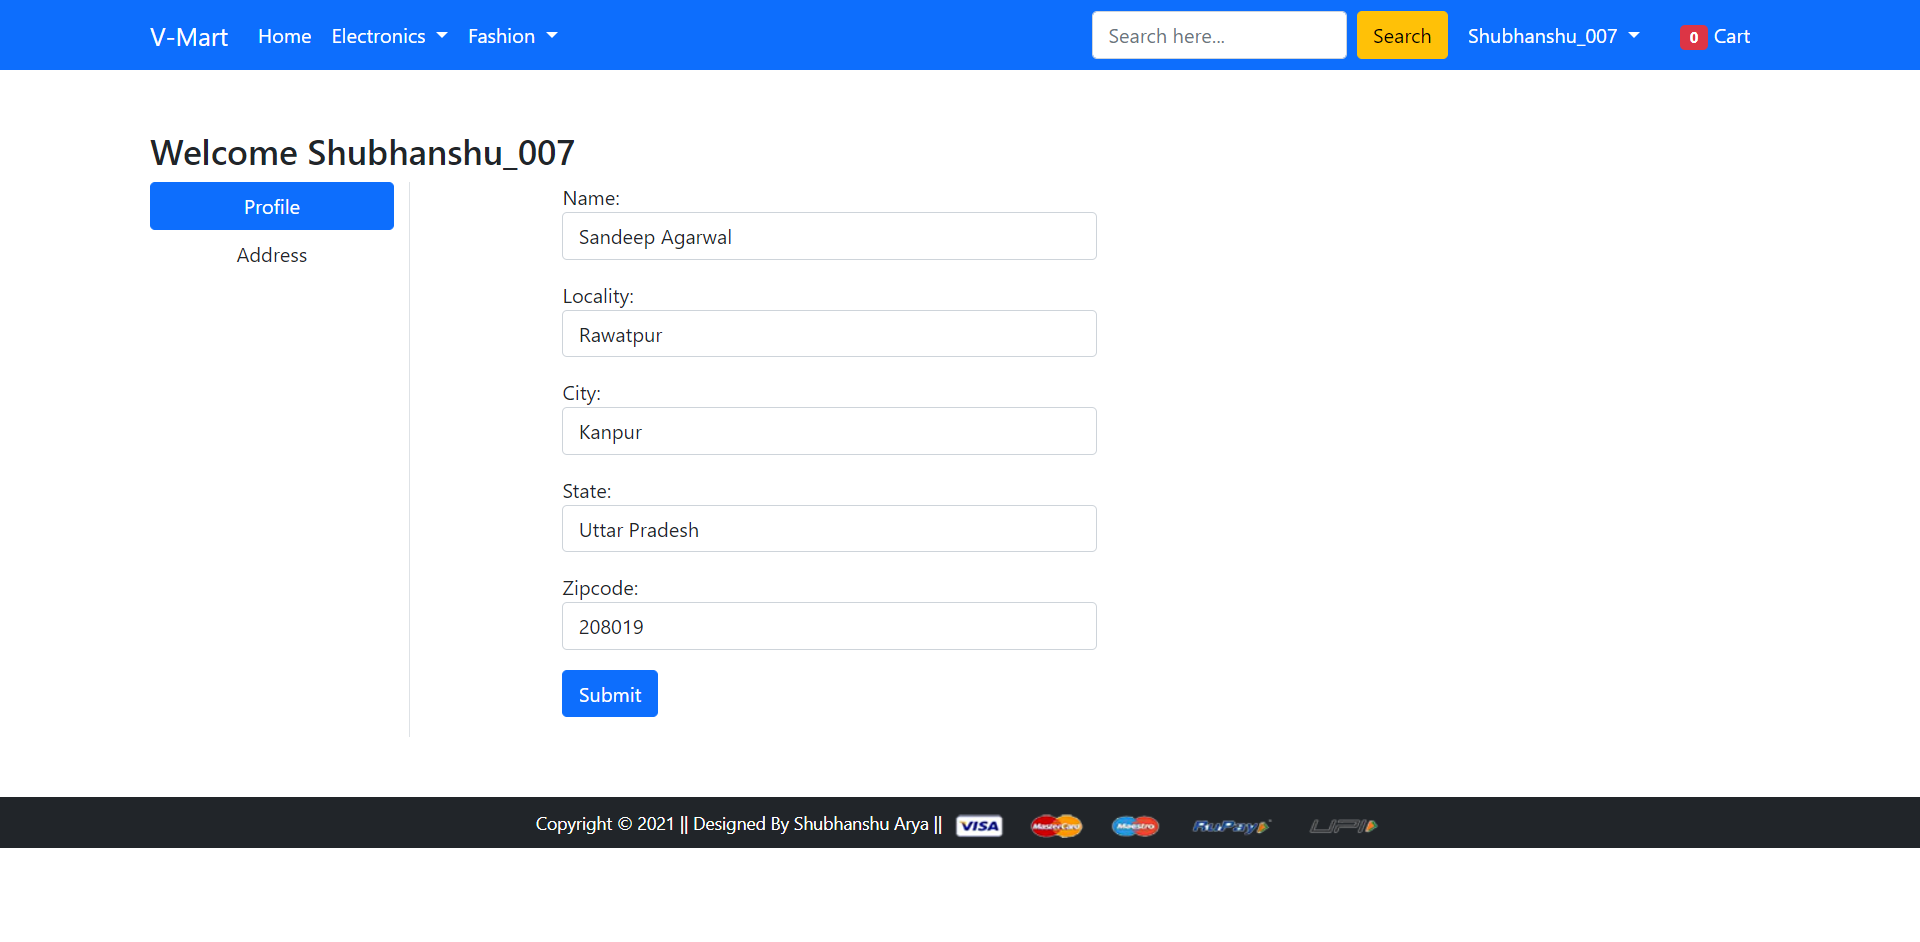 V-Mart Home Electronics Fashion Search here... Search Shubhanshu_007 0 Cart
Welcome Shubhanshu_007
Profile
Address
Name:
Sandeep Agarwal
Locality:
Rawatpur
City:
Kanpur
State:
Uttar Pradesh
Zipcode:
208019
Submit
Copyright © 2021 || Designed By Shubhanshu Arya || VISA MasterCard Maestro RuPay UPI